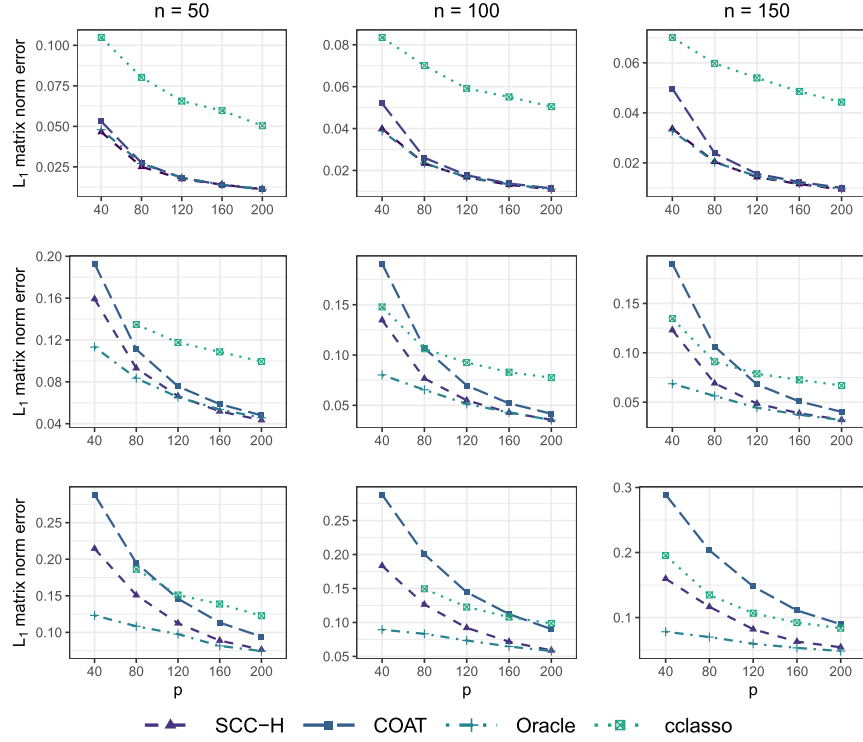 n = 50 n = 100 n = 150
L1 matrix norm error
0.100
0.075
0.050
0.025
40 80 120 160 200
0.08
0.06
0.04
0.02
40 80 120 160 200
0.06
0.04
0.02
40 80 120 160 200
L1 matrix norm error
0.20
0.16
0.12
0.08
0.04
40 80 120 160 200
0.15
0.10
0.05
40 80 120 160 200
0.15
0.10
0.05
40 80 120 160 200
L1 matrix norm error
0.25
0.20
0.15
0.10
40 80 120 160 200
p
0.25
0.20
0.15
0.10
0.05
40 80 120 160 200
p
0.3
0.2
0.1
40 80 120 160 200
p
SCC−H COAT Oracle cclasso